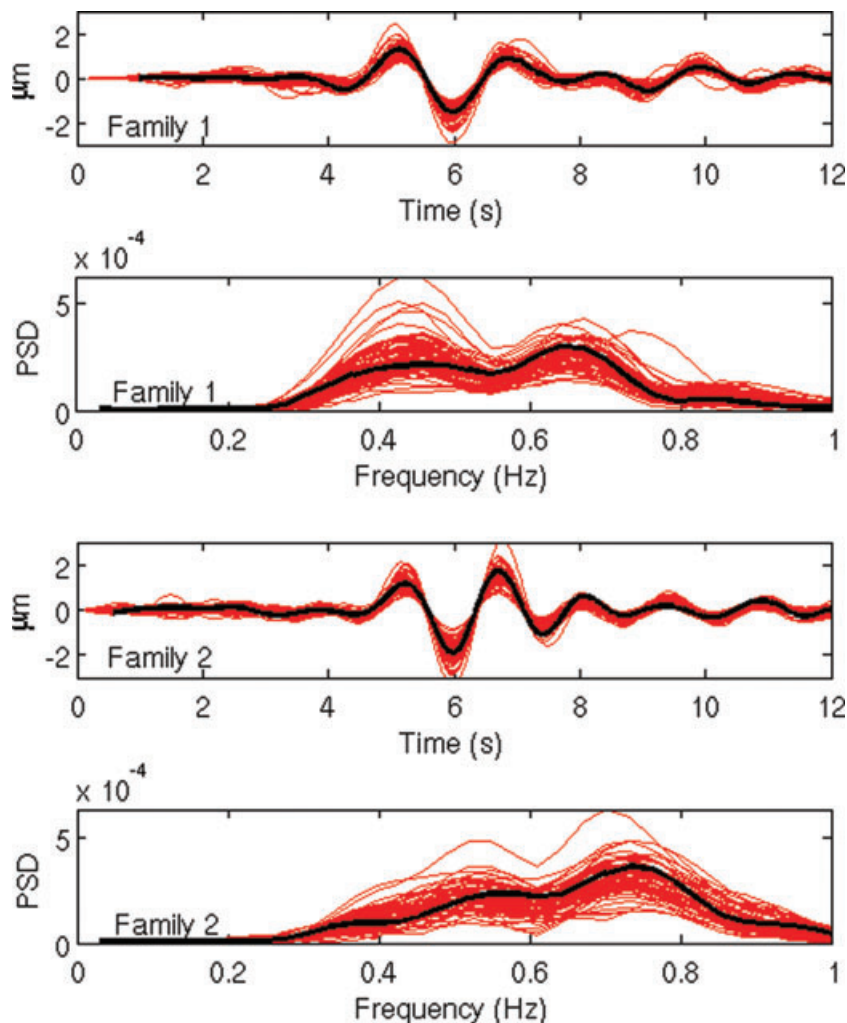 2
0
-2
μm
Family 1
0 2 4 6 8 10 12
Time (s)
x 10⁻⁴
5
0
PSD
Family 1
0 0.2 0.4 0.6 0.8 1
Frequency (Hz)
2
0
-2
μm
Family 2
0 2 4 6 8 10 12
Time (s)
x 10⁻⁴
5
0
PSD
Family 2
0 0.2 0.4 0.6 0.8 1
Frequency (Hz)